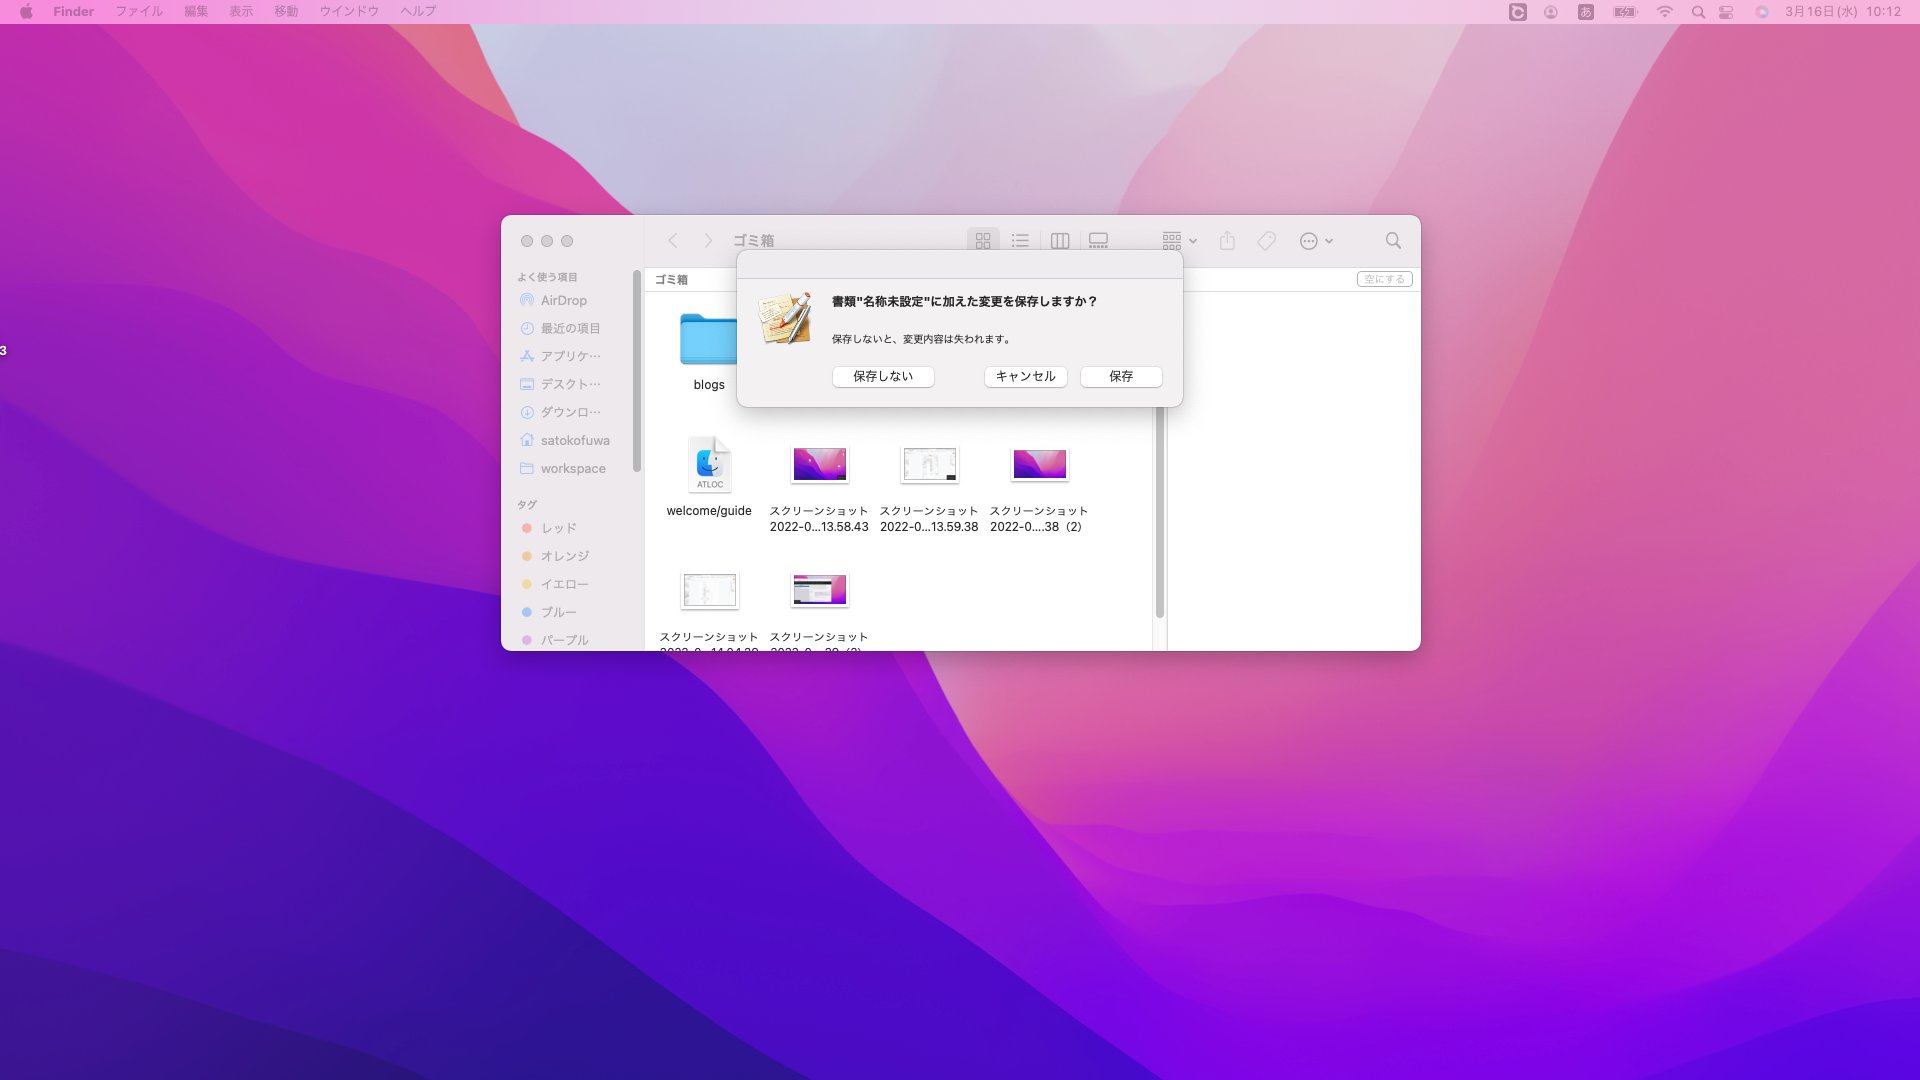 Finder ファイル 編集 表示 移動 ウインドウ ヘルプ あ 3月16日(水) 10:12
3
ゴミ箱
ゴミ箱 空にする
よく使う項目
AirDrop
最近の項目
アプリケ…
デスクト…
ダウンロ…
satokofuwa
workspace
タグ
レッド
オレンジ
イエロー
ブルー
パープル
書類"名称未設定"に加えた変更を保存しますか？
保存しないと、変更内容は失われます。
保存しない キャンセル 保存
blogs
ATLOC
welcome/guide
スクリーンショット
2022-0...13.58.43
スクリーンショット
2022-0...13.59.38
スクリーンショット
2022-0....38（2）
スクリーンショット
スクリーンショット